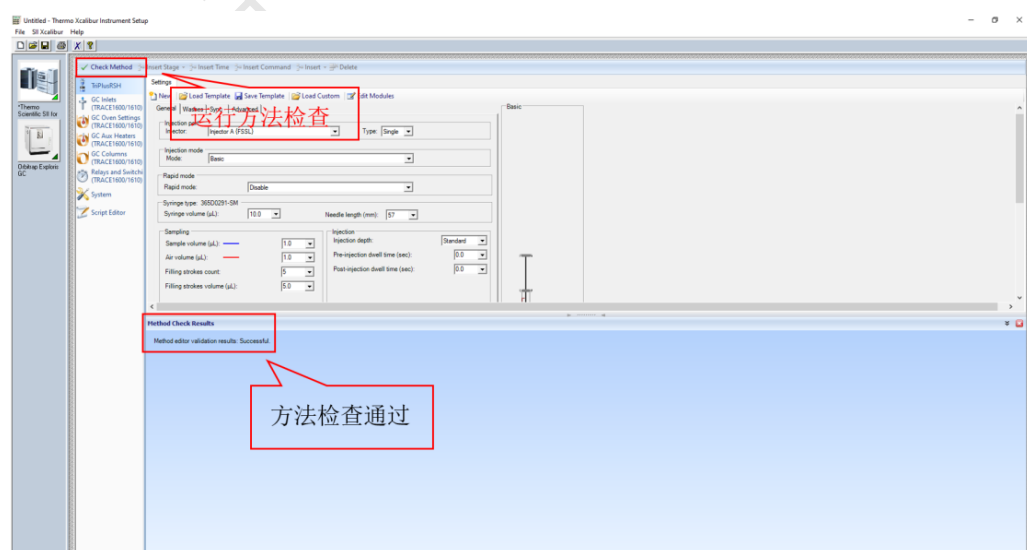 Untitled - Thermo Xcalibur Instrument Setup
File SII Xcalibur Help
Check Method Insert Stage Insert Time Insert Command Insert Delete
*Thermo Scientific SII for
Orbitrap Exploris GC
TriPlusRSH
GC Inlets (TRACE1600/1610)
GC Oven Settings (TRACE1600/1610)
GC Aux Heaters (TRACE1600/1610)
GC Columns (TRACE1600/1610)
Relays and Switchi (TRACE1600/1610)
System
Script Editor
Settings
New Load Template Save Template Load Custom Edit Modules
General Washes Sync Advanced
运行方法检查
Injector: Injector A (FSSL) Type: Single
Injection mode
Mode: Basic
Rapid mode
Rapid mode: Disable
Syringe type: 365D0291-SM
Syringe volume (µL): 10.0 Needle length (mm): 57
Sampling
Sample volume (µL): 1.0
Air volume (µL): 1.0
Filling strokes count: 5
Filling strokes volume (µL): 5.0
Injection
Injection depth: Standard
Pre-injection dwell time (sec): 0.0
Post-injection dwell time (sec): 0.0
Basic
Method Check Results
Method editor validation results: Successful.
方法检查通过